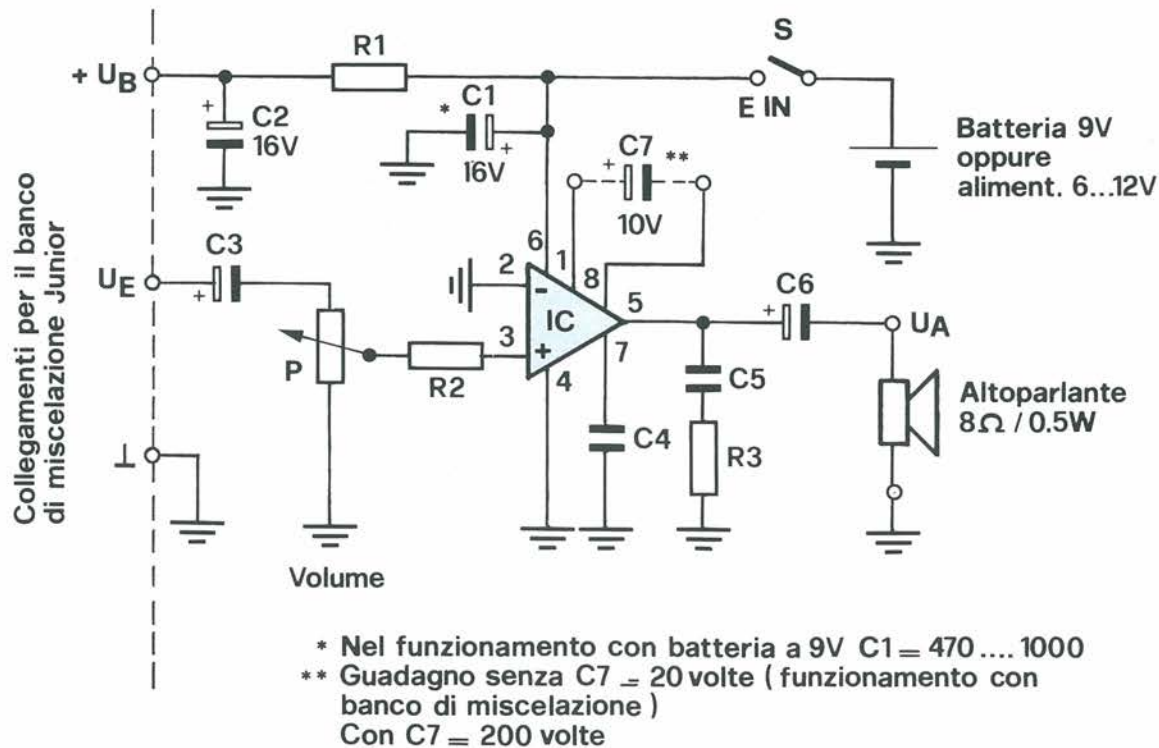 Collegamenti per il banco
di miscelazione Junior
+ UB
R1
S
E IN
* C1
+
16V
+
C2
16V
+ C7 **
10V
Batteria 9V
oppure
aliment. 6...12V
UE
C3
+
6
1
2
-
8
IC
5
+ C6
UA
P
R2
3
+
4
7
C4
C5
R3
Altoparlante
8Ω / 0.5W
⊥
Volume
* Nel funzionamento con batteria a 9V C1 = 470 .... 1000
** Guadagno senza C7 = 20 volte ( funzionamento con
banco di miscelazione )
Con C7 = 200 volte